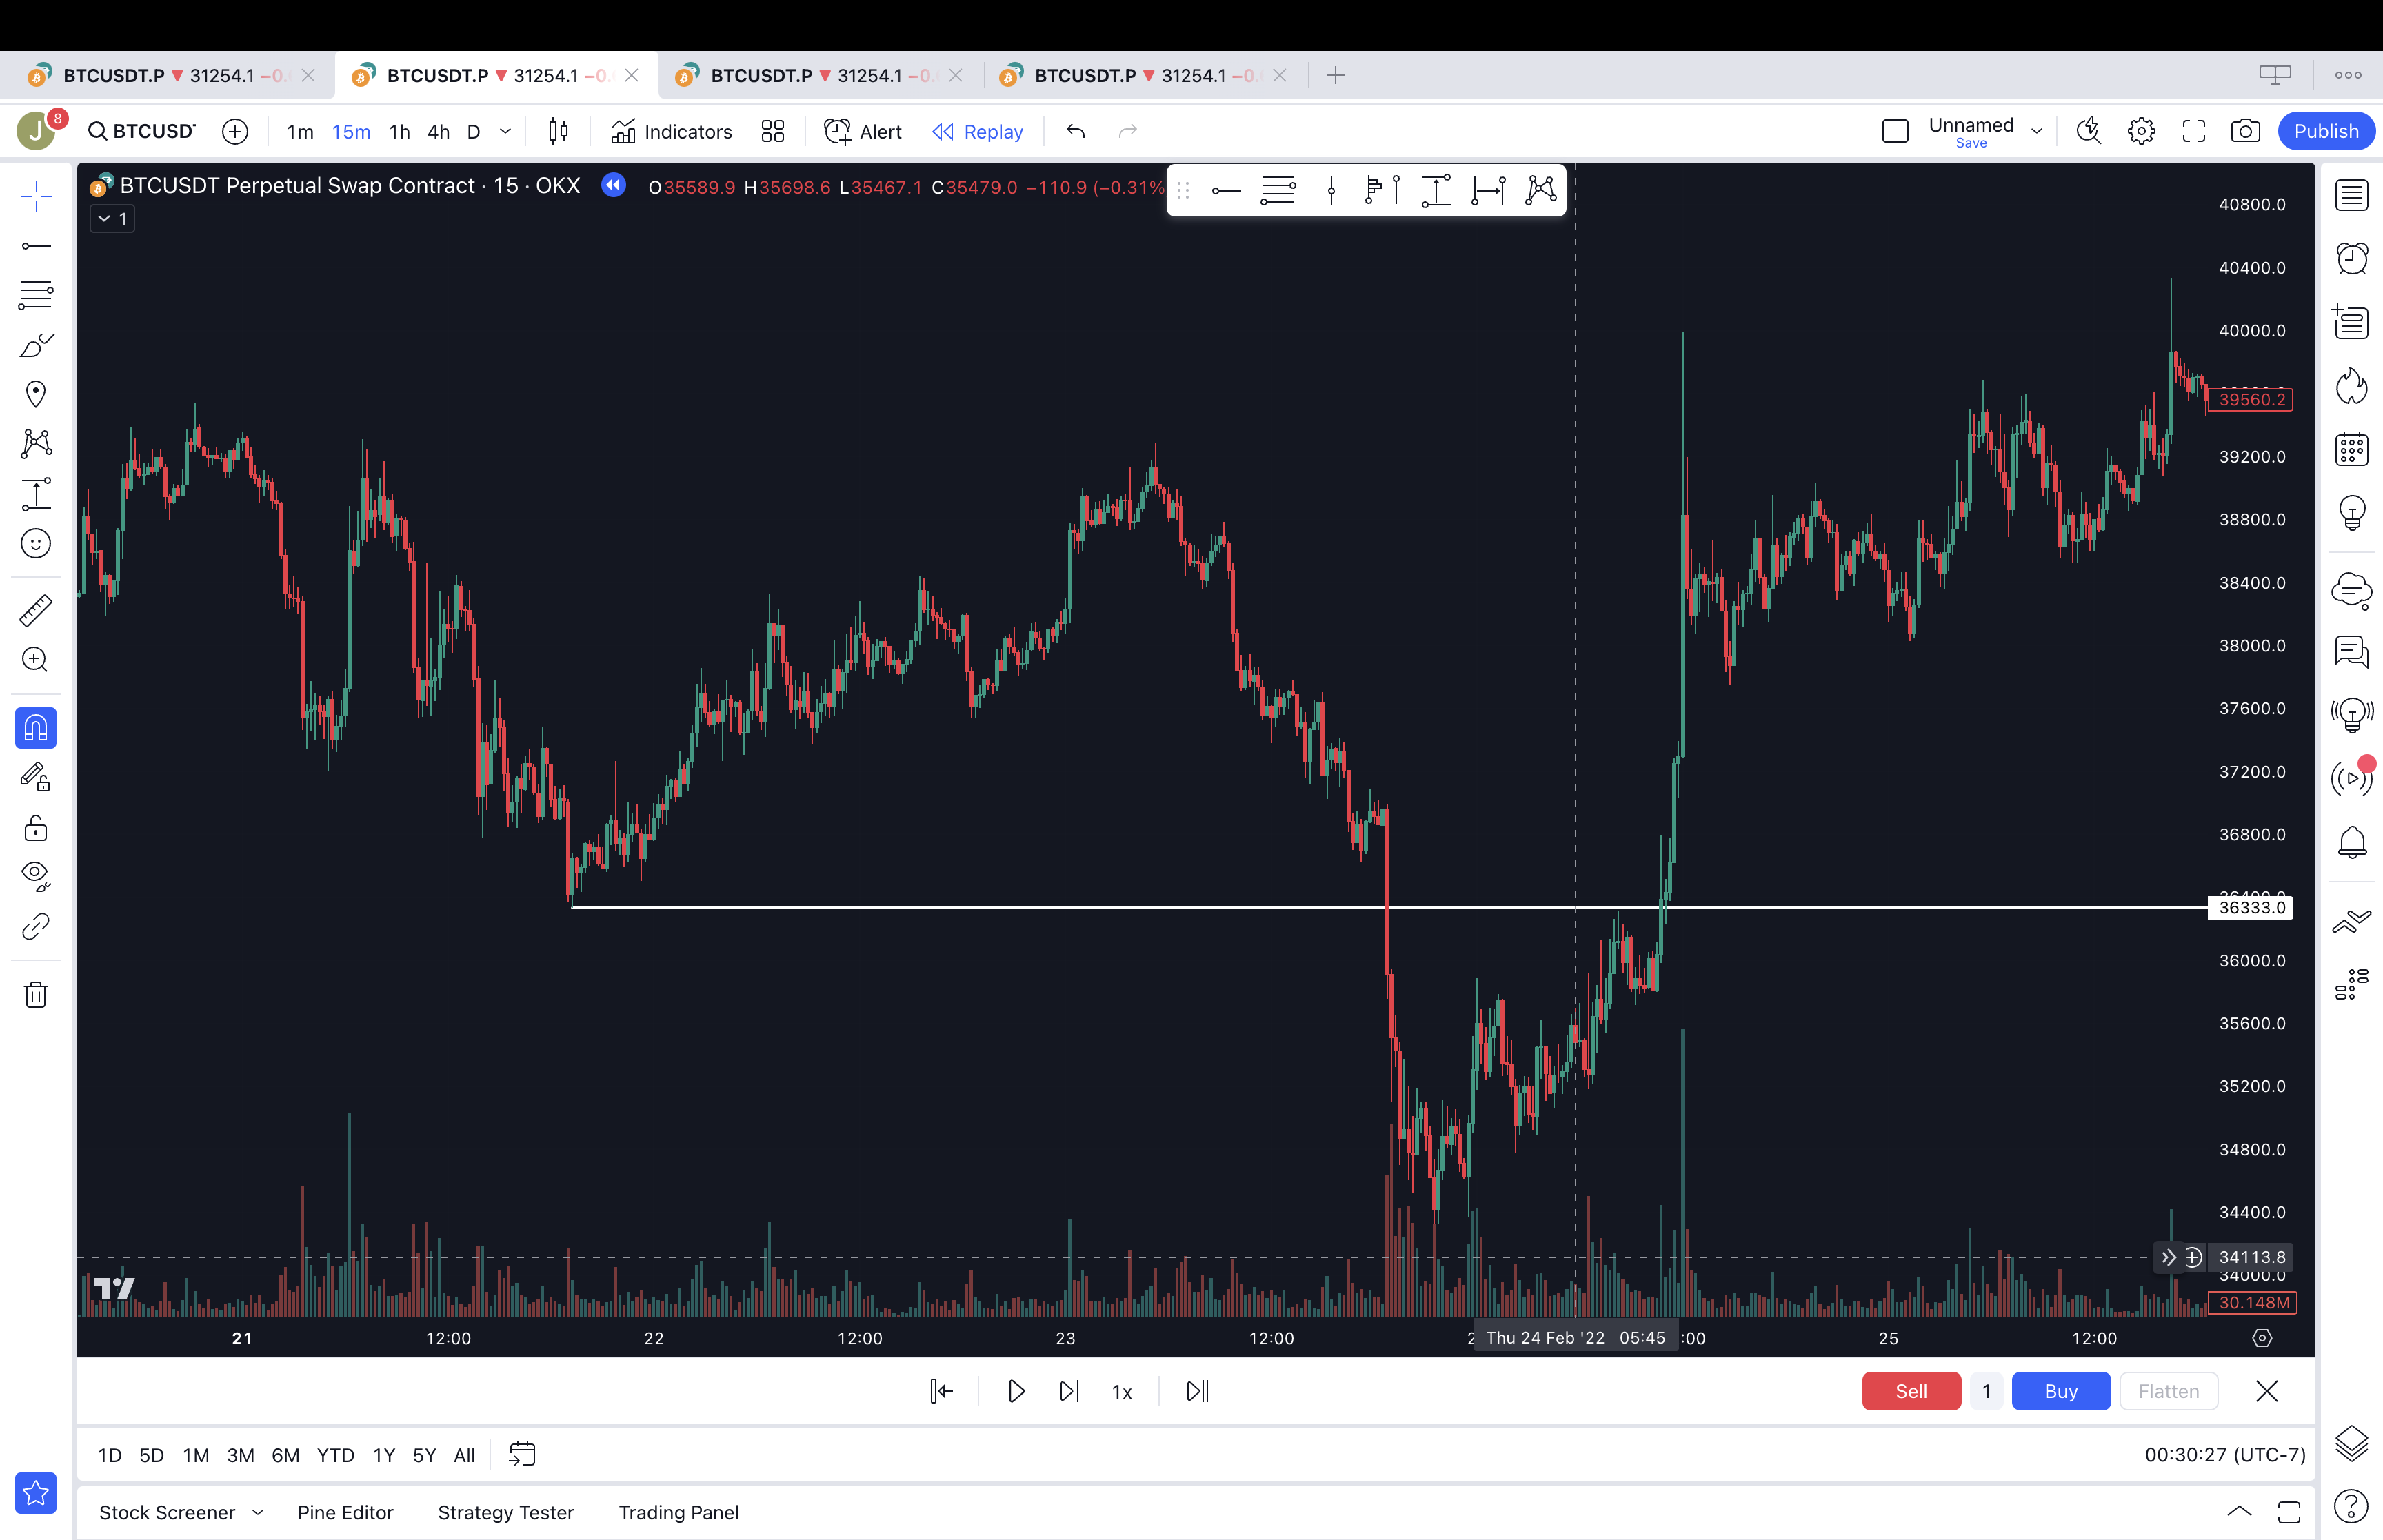 BTCUSDT.P ▼ 31254.1 −0. BTCUSDT.P ▼ 31254.1 −0. BTCUSDT.P ▼ 31254.1 −0. BTCUSDT.P ▼ 31254.1 −0.
J 8 BTCUSD 1m 15m 1h 4h D Indicators Alert Replay Unnamed Publish
Save
BTCUSDT Perpetual Swap Contract · 15 · OKX O35589.9 H35698.6 L35467.1 C35479.0 −110.9 (−0.31%
1
40800.0
40400.0
40000.0
39560.2
39200.0
38800.0
38400.0
38000.0
37600.0
37200.0
36800.0
36333.0
36000.0
35600.0
35200.0
34800.0
34400.0
34113.8
34000.0
30.148M
21 12:00 22 12:00 23 12:00 2 Thu 24 Feb '22 05:45 :00 25 12:00
1x Sell 1 Buy Flatten
1D 5D 1M 3M 6M YTD 1Y 5Y All 00:30:27 (UTC-7)
Stock Screener Pine Editor Strategy Tester Trading Panel